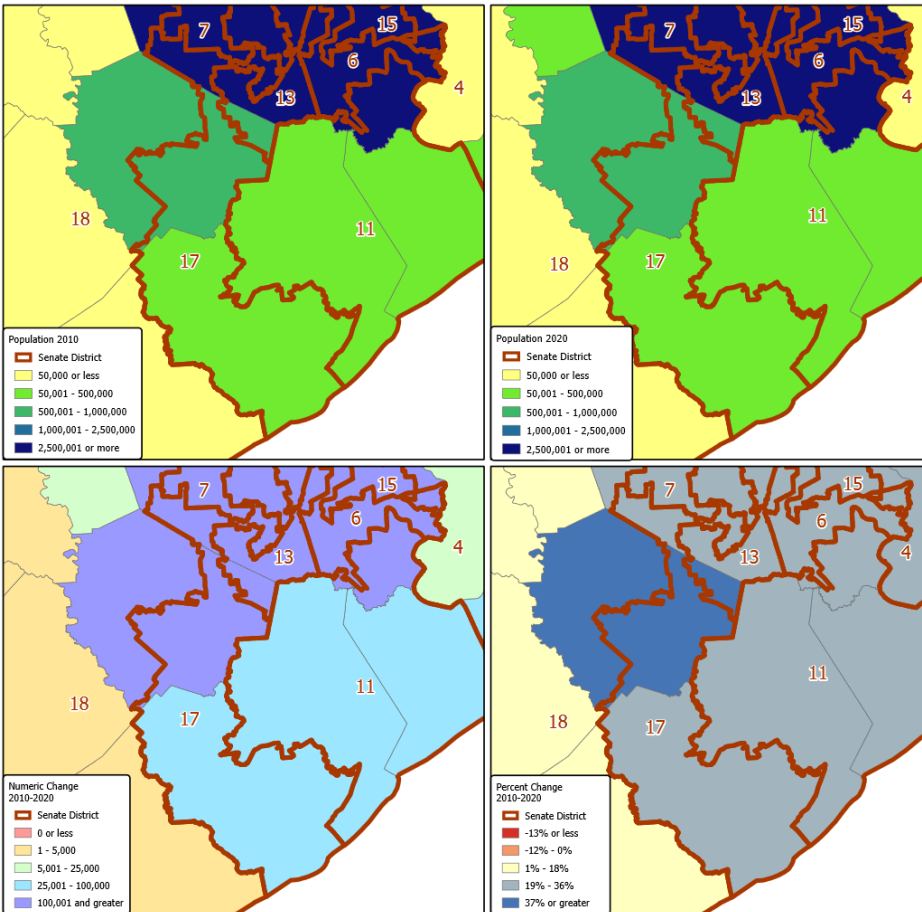 7
15
6
13
4
18
11
17
Population 2010
Senate District
50,000 or less
50,001 - 500,000
500,001 - 1,000,000
1,000,001 - 2,500,000
2,500,001 or more
7
15
6
13
4
18
11
17
Population 2020
Senate District
50,000 or less
50,001 - 500,000
500,001 - 1,000,000
1,000,001 - 2,500,000
2,500,001 or more
7
15
6
13
4
18
11
17
Numeric Change
2010-2020
Senate District
0 or less
1 - 5,000
5,001 - 25,000
25,001 - 100,000
100,001 and greater
7
15
6
13
4
18
11
17
Percent Change
2010-2020
Senate District
-13% or less
-12% - 0%
1% - 18%
19% - 36%
37% or greater